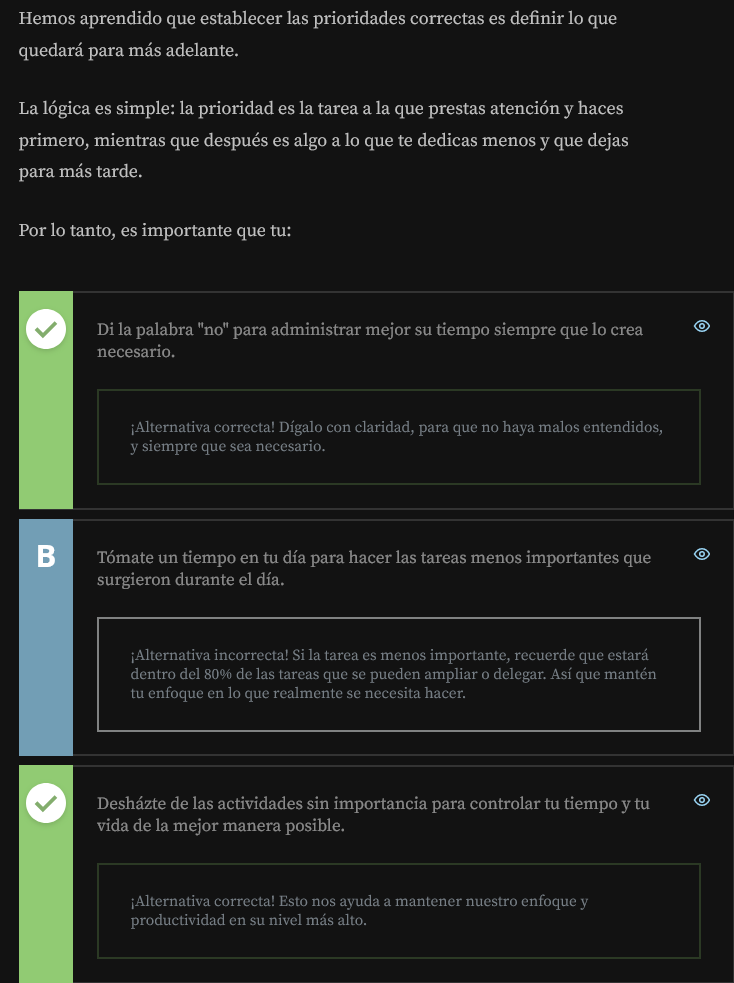 Hemos aprendido que establecer las prioridades correctas es definir lo que
quedará para más adelante.
La lógica es simple: la prioridad es la tarea a la que prestas atención y haces
primero, mientras que después es algo a lo que te dedicas menos y que dejas
para más tarde.
Por lo tanto, es importante que tu:
Di la palabra "no" para administrar mejor su tiempo siempre que lo crea
necesario.
¡Alternativa correcta! Dígalo con claridad, para que no haya malos entendidos,
y siempre que sea necesario.
B
Tómate un tiempo en tu día para hacer las tareas menos importantes que
surgieron durante el día.
¡Alternativa incorrecta! Si la tarea es menos importante, recuerde que estará
dentro del 80% de las tareas que se pueden ampliar o delegar. Así que mantén
tu enfoque en lo que realmente se necesita hacer.
Desházte de las actividades sin importancia para controlar tu tiempo y tu
vida de la mejor manera posible.
¡Alternativa correcta! Esto nos ayuda a mantener nuestro enfoque y
productividad en su nivel más alto.